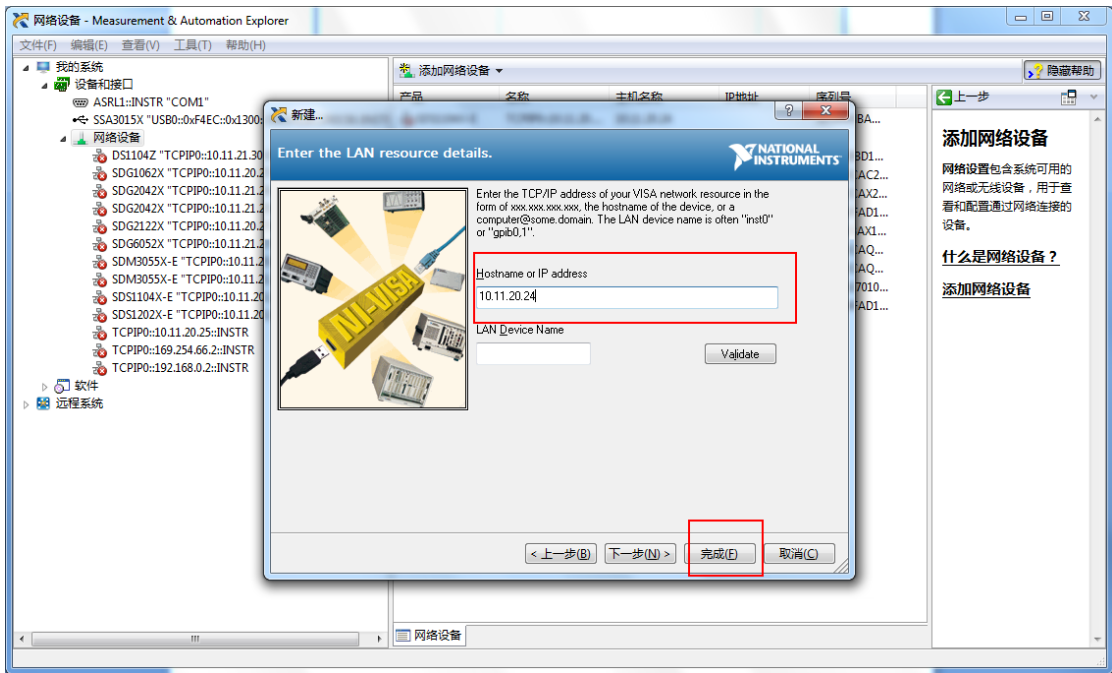 网络设备 - Measurement & Automation Explorer
文件(F) 编辑(E) 查看(V) 工具(T) 帮助(H)
我的系统
设备和接口
ASRL1::INSTR "COM1"
SSA3015X "USB0::0xF4EC::0x1300:
网络设备
DS1104Z "TCPIP0::10.11.21.30
SDG1062X "TCPIP0::10.11.20.2
SDG2042X "TCPIP0::10.11.21.2
SDG2042X "TCPIP0::10.11.21.2
SDG2122X "TCPIP0::10.11.20.2
SDG6052X "TCPIP0::10.11.21.2
SDM3055X-E "TCPIP0::10.11.2
SDM3055X-E "TCPIP0::10.11.2
SDS1104X-E "TCPIP0::10.11.20
SDS1202X-E "TCPIP0::10.11.20
TCPIP0::10.11.20.25::INSTR
TCPIP0::169.254.66.2::INSTR
TCPIP0::192.168.0.2::INSTR
软件
远程系统
添加网络设备
隐藏帮助
产品 名称 主机名称 IP地址 序列号
BA...
BD1...
CAC2...
AX2...
FAD1...
AX1...
CAQ...
AQ...
7010...
FAD1...
新建...
Enter the LAN resource details.
NATIONAL INSTRUMENTS
NI-VISA
Enter the TCP/IP address of your VISA network resource in the
form of xxx.xxx.xxx.xxx, the hostname of the device, or a
computer@some.domain. The LAN device name is often "inst0"
or "gpib0,1".
Hostname or IP address
10.11.20.24
LAN Device Name
Validate
< 上一步(B) 下一步(N) > 完成(F) 取消(C)
网络设备
上一步
添加网络设备
网络设置包含系统可用的
网络或无线设备，用于查
看和配置通过网络连接的
设备。
什么是网络设备？
添加网络设备